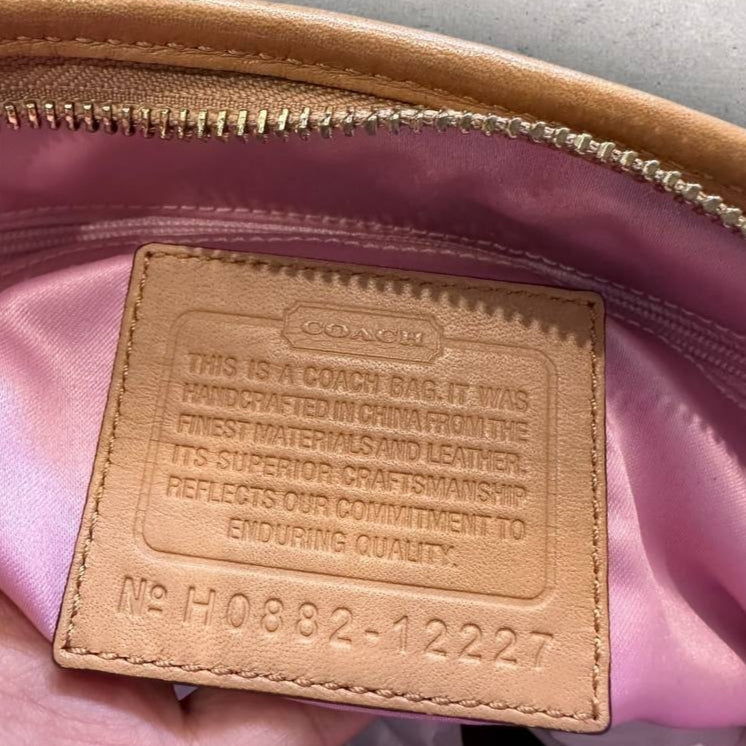 COACH
THIS IS A COACH BAG. IT WAS
HANDCRAFTED IN CHINA FROM THE
FINEST MATERIALS AND LEATHER.
ITS SUPERIOR CRAFTSMANSHIP
REFLECTS OUR COMMITMENT TO
ENDURING QUALITY.
Nº H0882-12227